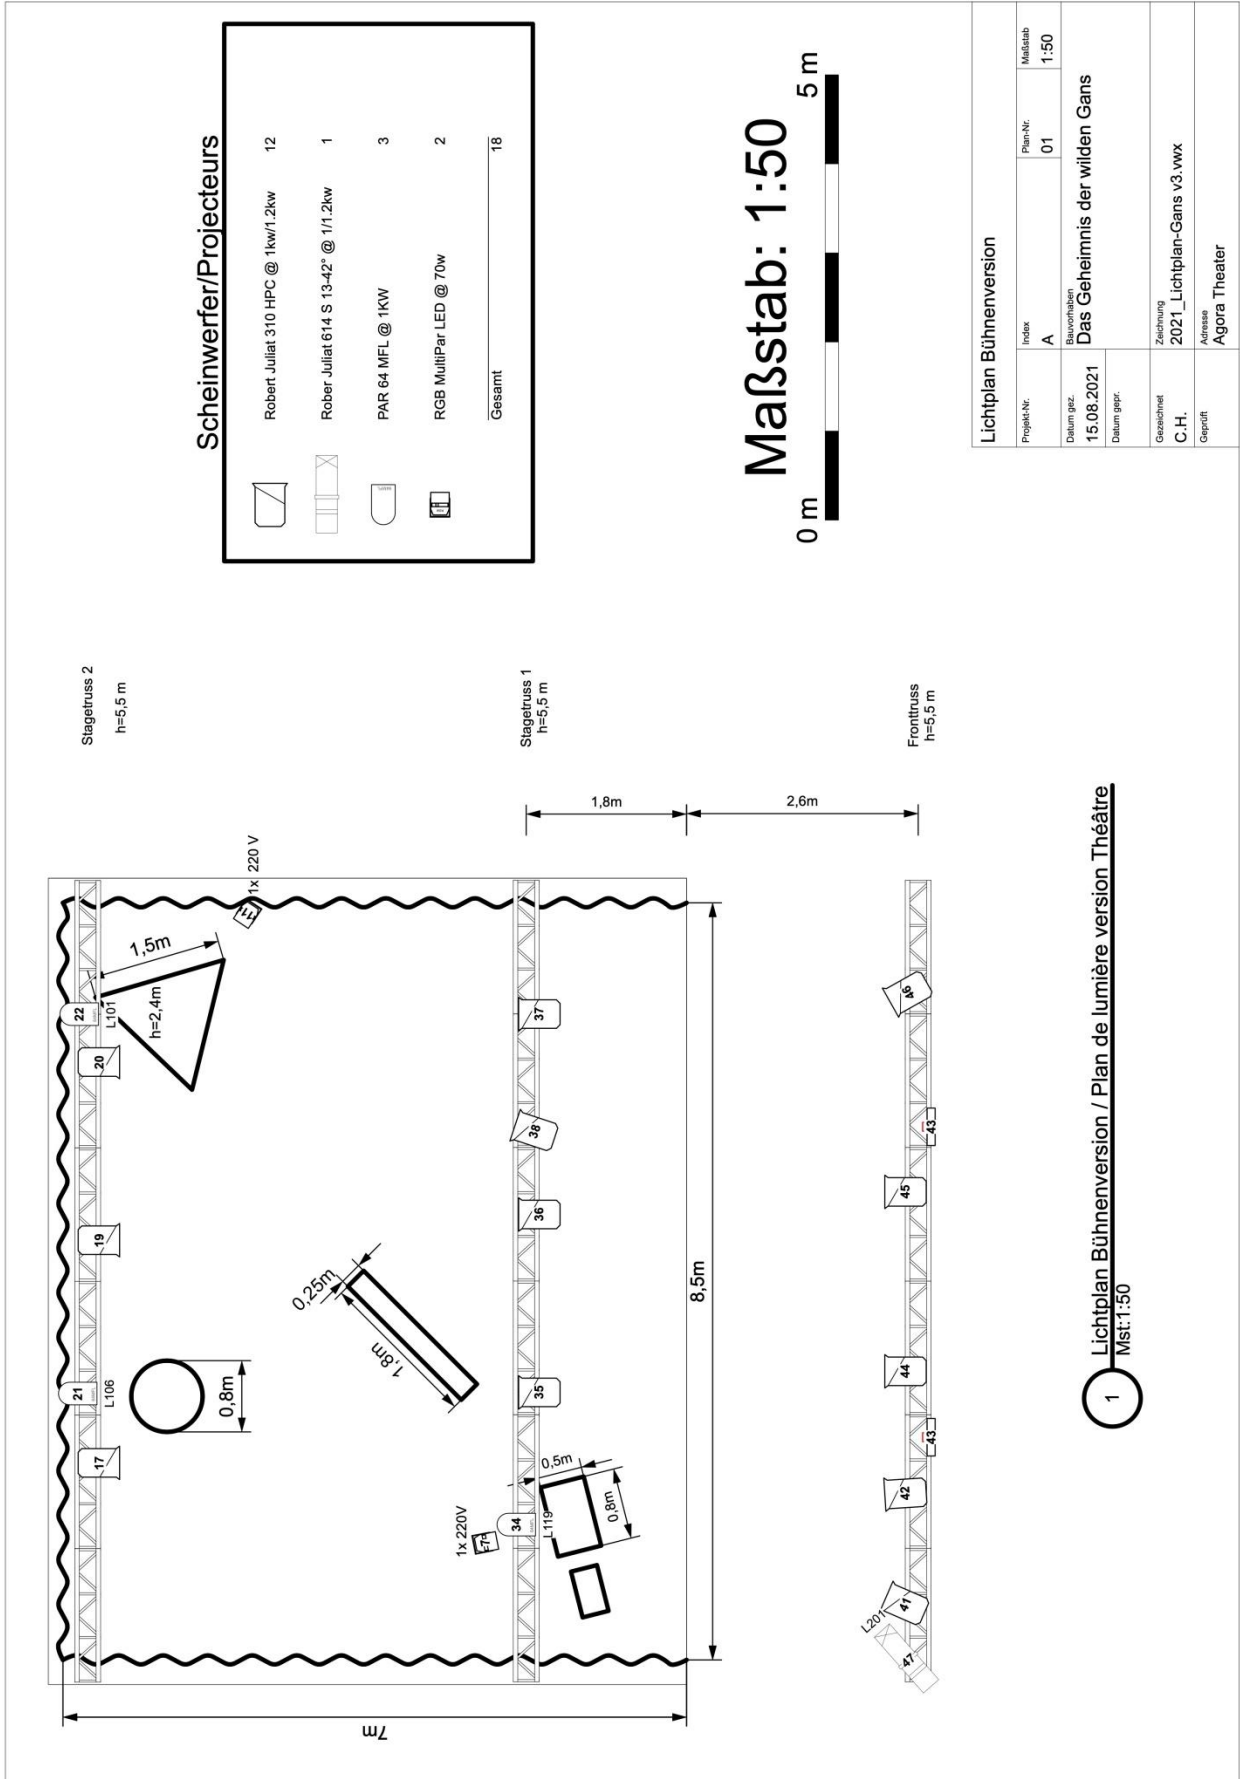 Scheinwerfer/Projecteurs
Robert Juliat 310 HPC @ 1kw/1.2kw 12
Rober Juliat 614 S 13-42° @ 1/1.2kw 1
PAR 64 MFL @ 1KW 3
RGB MultiPar LED @ 70w 2
Gesamt 18
Maßstab: 1:50
0 m 5 m
Stagetruss 2
h=5,5 m
Stagetruss 1
h=5,5 m
Fronttruss
h=5,5 m
1,8m
2,6m
8,5m
7m
1x 220 V
1,5m
h=2,4m
22
L101
20
19
21
L106
17
0,8m
0,25m
1,8m
37
38
36
35
34
L119
1x 220V
0,5m
0,8m
46
43
45
44
43
42
41
L201
47
1
Lichtplan Bühnenversion / Plan de lumière version Théâtre
Mst:1:50
Lichtplan Bühnenversion
Projekt-Nr.
Index
A
Plan-Nr.
01
Maßstab
1:50
Datum gez.
15.08.2021
Bauvorhaben
Das Geheimnis der wilden Gans
Datum gepr.
Gezeichnet
C.H.
Zeichnung
2021_Lichtplan-Gans v3.vwx
Geprüft
Adresse
Agora Theater